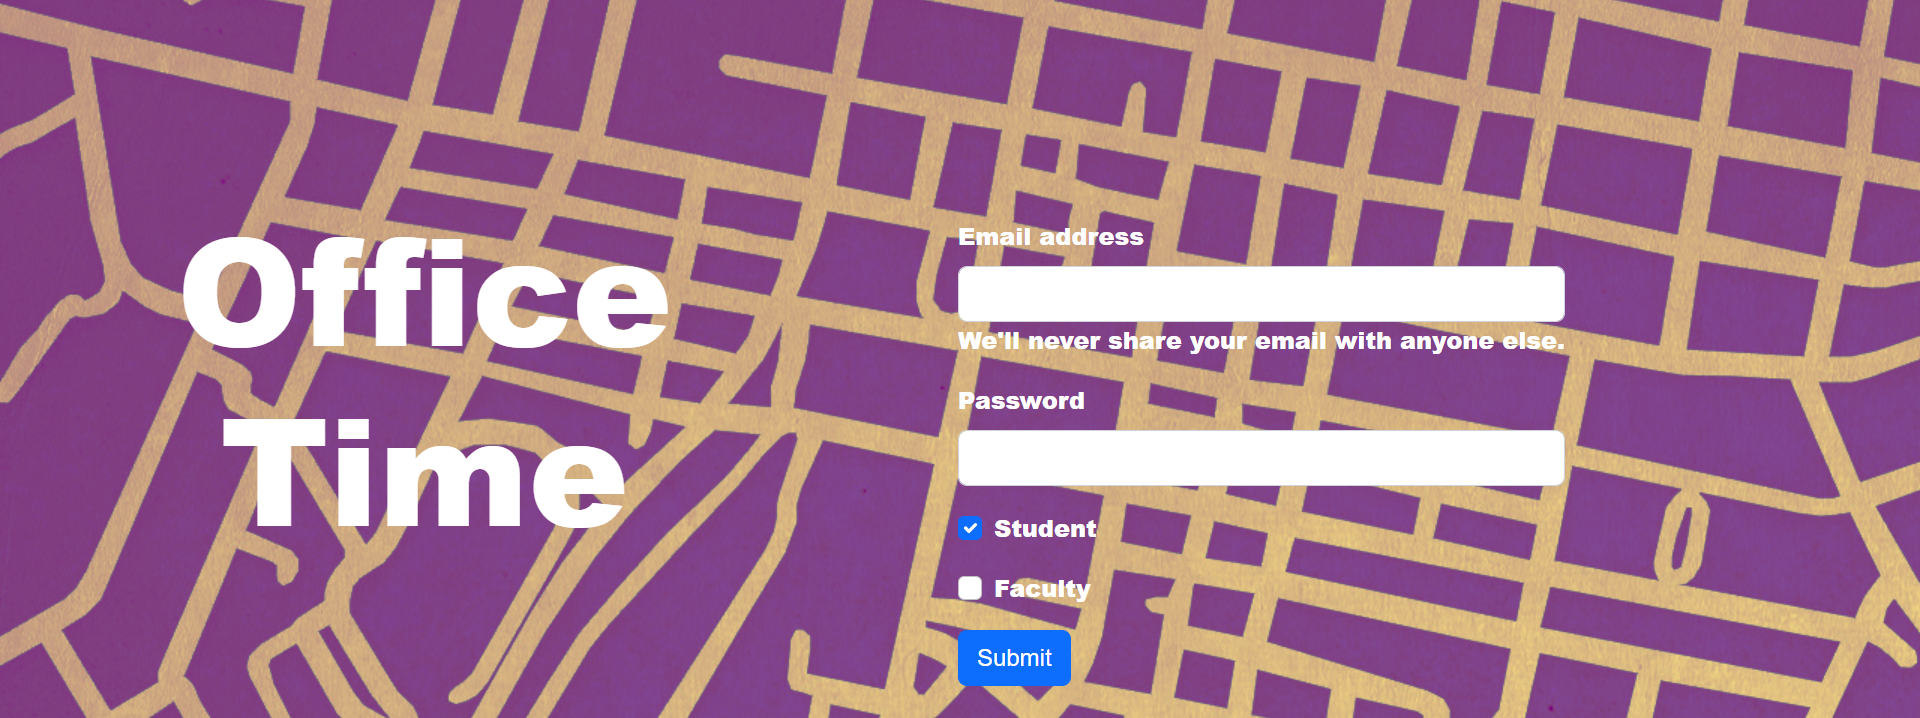 Office
Time
Email address
We'll never share your email with anyone else.
Password
Student
Faculty
Submit